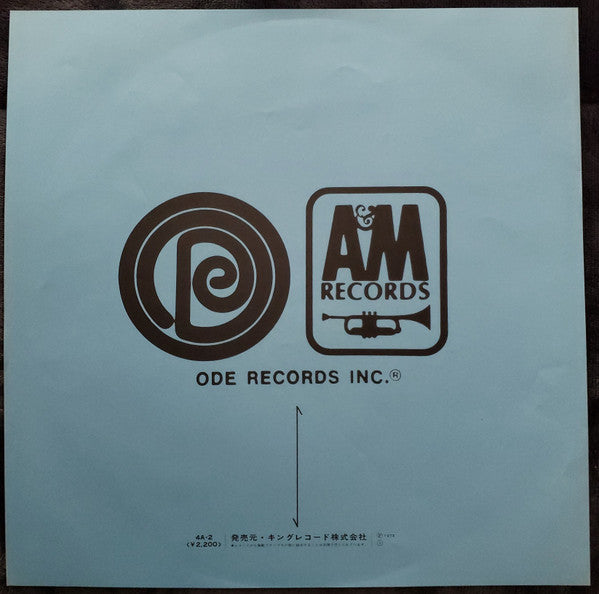 A&M
RECORDS
ODE RECORDS INC.®
4A-2
(¥2,200)
発売元・キングレコード株式会社